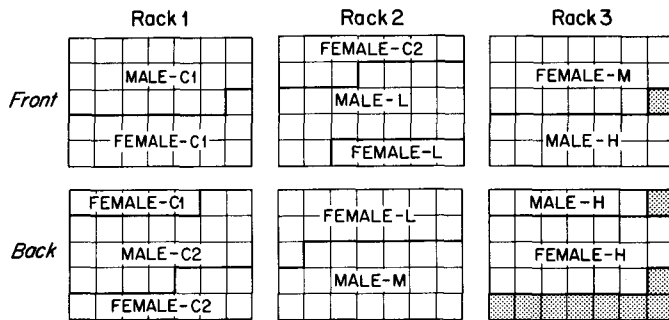 Rack 1 Rack 2 Rack 3
Front
MALE-C1
FEMALE-C1
FEMALE-C2
MALE-L
FEMALE-L
FEMALE-M
MALE-H
Back
FEMALE-C1
MALE-C2
FEMALE-C2
FEMALE-L
MALE-M
MALE-H
FEMALE-H